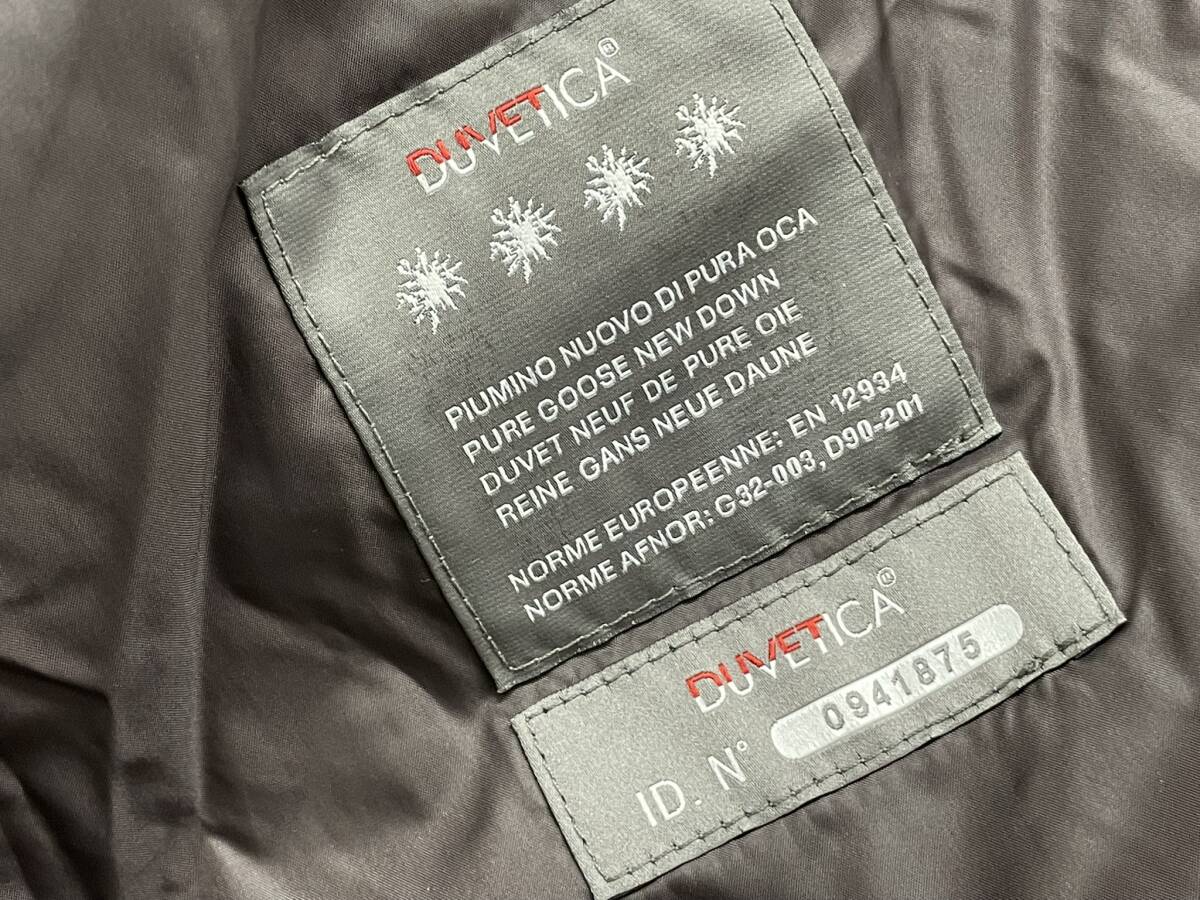 DUVETICA®
PIUMINO NUOVO DI PURA OCA
PURE GOOSE NEW DOWN
DUVET NEUF DE PURE OIE
REINE GANS NEUE DAUNE
NORME EUROPEENNE: EN 12934
NORME AFNOR: G32-003, D90-201
DUVETICA®
ID. N° 0941875